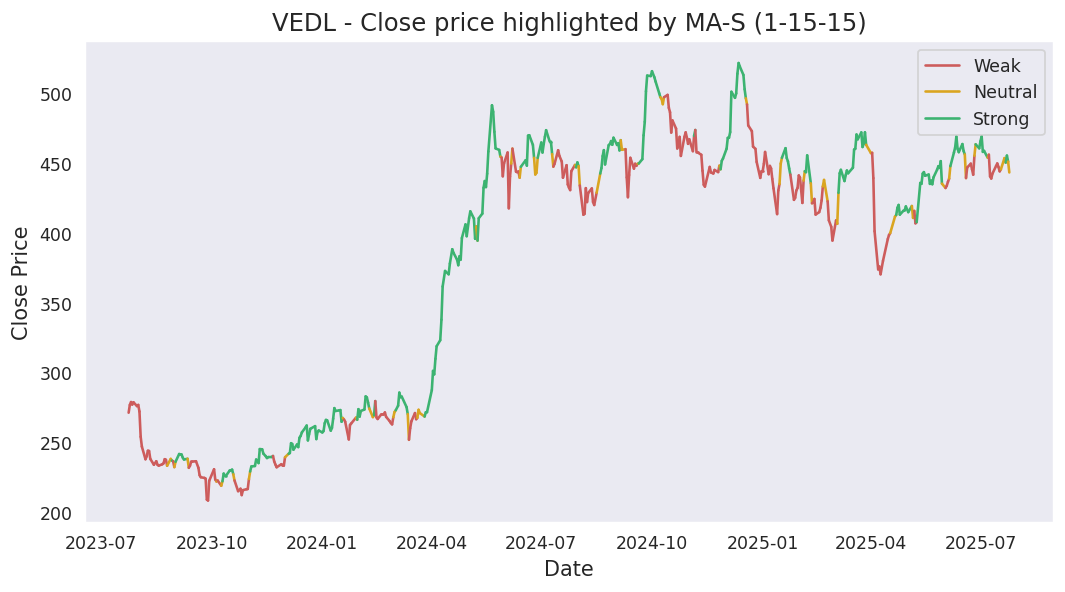 VEDL - Close price highlighted by MA-S (1-15-15)
Weak
Neutral
Strong
Close Price
500
450
400
350
300
250
200
2023-07 2023-10 2024-01 2024-04 2024-07 2024-10 2025-01 2025-04 2025-07
Date